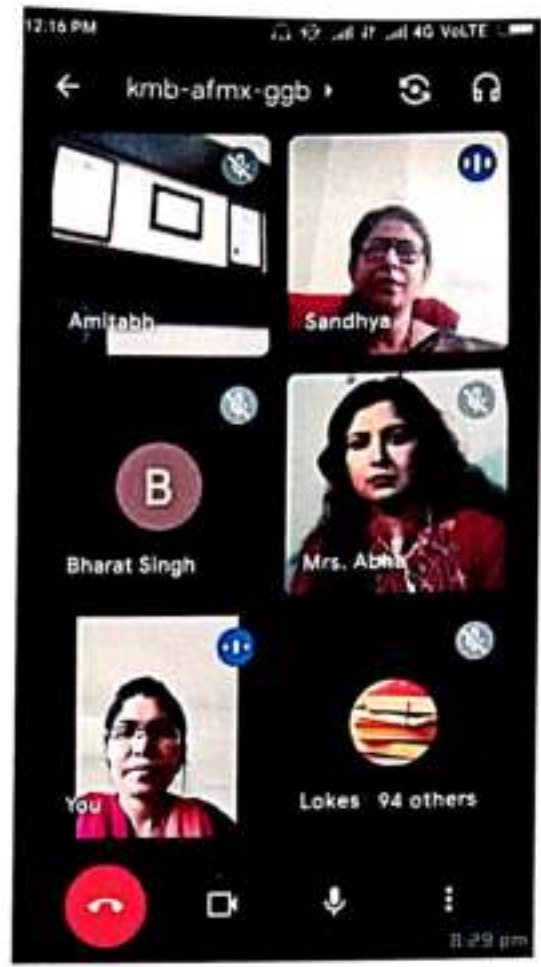 12.16 PM 4G VoLTE
kmb-afmx-ggb
Amitabh
Sandhya
B
Bharat Singh
Mrs. Abha
You
Lokes 94 others
8:29 pm